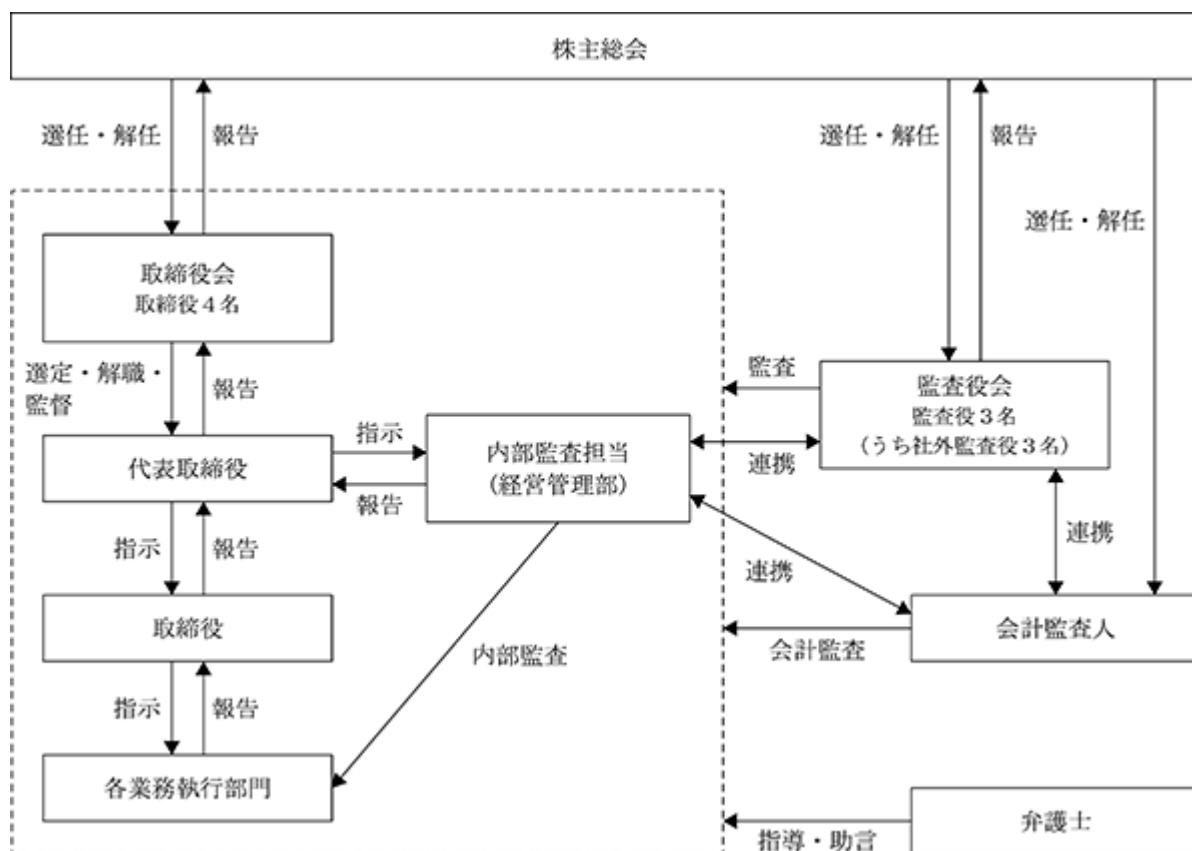 株主総会
選任・解任
報告
選任・解任
報告
選任・解任
取締役会
取締役４名
選定・解職・
監督
報告
監査
監査役会
監査役３名
（うち社外監査役３名）
代表取締役
指示
報告
内部監査担当
（経営管理部）
連携
連携
指示
報告
連携
取締役
会計監査人
会計監査
内部監査
指示
報告
各業務執行部門
弁護士
指導・助言